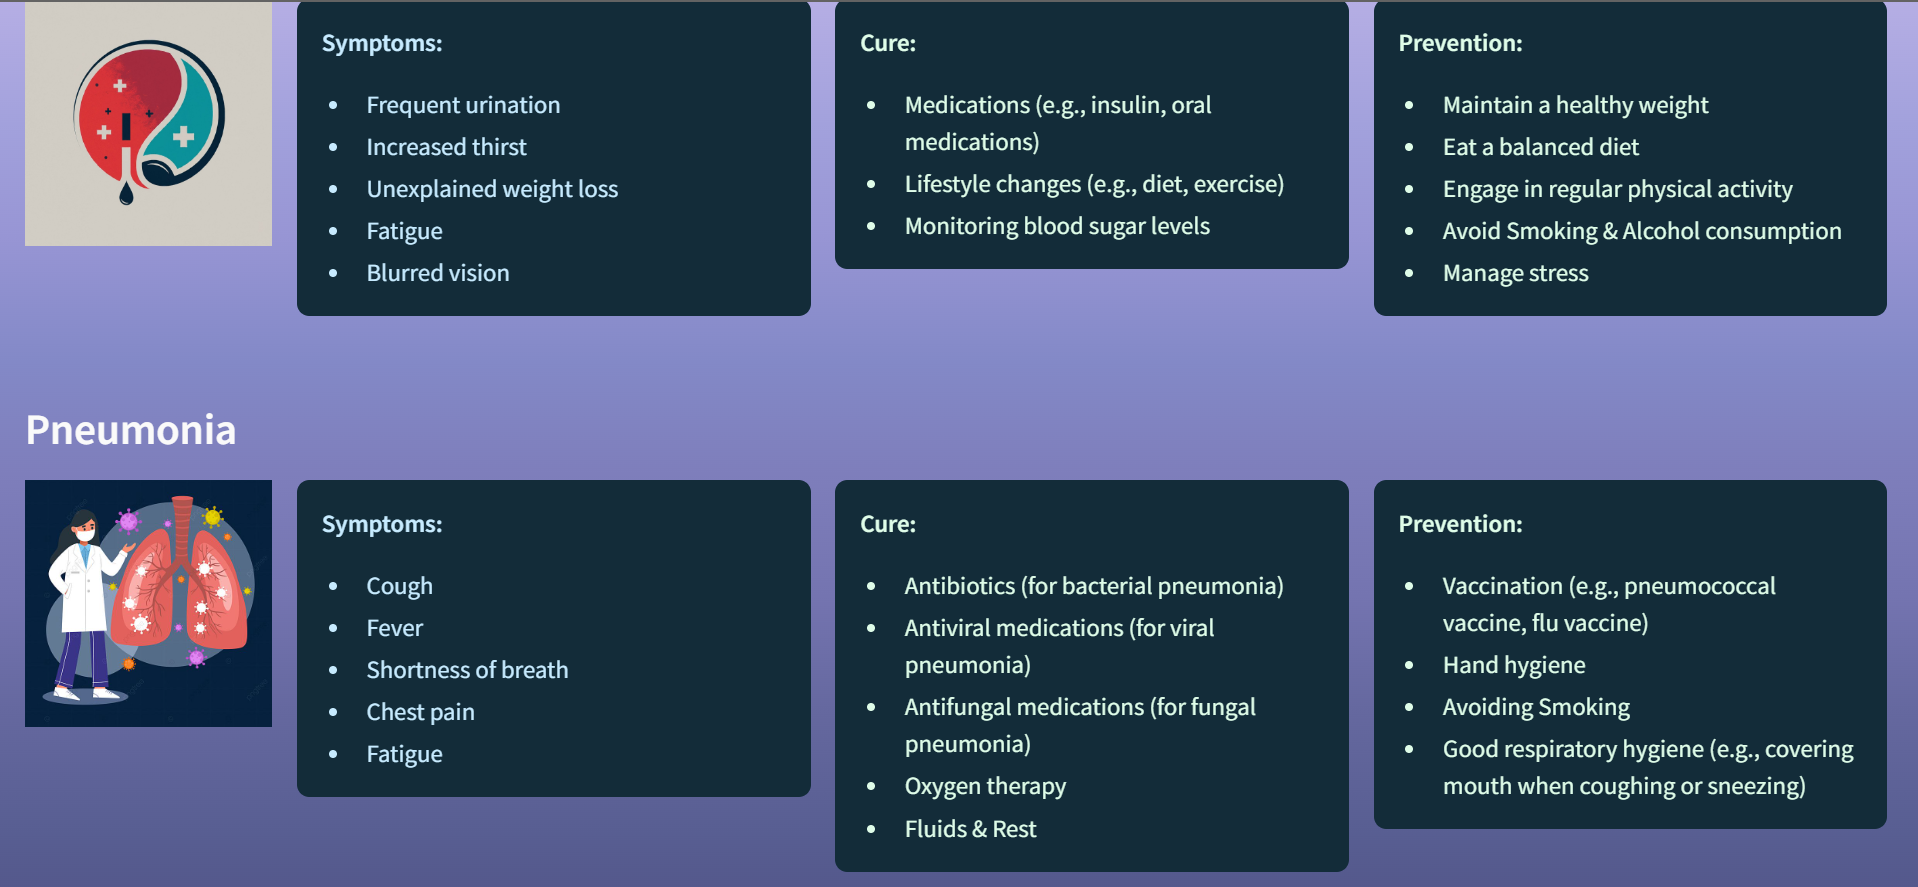 Symptoms:
• Frequent urination
• Increased thirst
• Unexplained weight loss
• Fatigue
• Blurred vision
Cure:
• Medications (e.g., insulin, oral
medications)
• Lifestyle changes (e.g., diet, exercise)
• Monitoring blood sugar levels
Prevention:
• Maintain a healthy weight
• Eat a balanced diet
• Engage in regular physical activity
• Avoid Smoking & Alcohol consumption
• Manage stress
Pneumonia
Symptoms:
• Cough
• Fever
• Shortness of breath
• Chest pain
• Fatigue
Cure:
• Antibiotics (for bacterial pneumonia)
• Antiviral medications (for viral
pneumonia)
• Antifungal medications (for fungal
pneumonia)
• Oxygen therapy
• Fluids & Rest
Prevention:
• Vaccination (e.g., pneumococcal
vaccine, flu vaccine)
• Hand hygiene
• Avoiding Smoking
• Good respiratory hygiene (e.g., covering
mouth when coughing or sneezing)